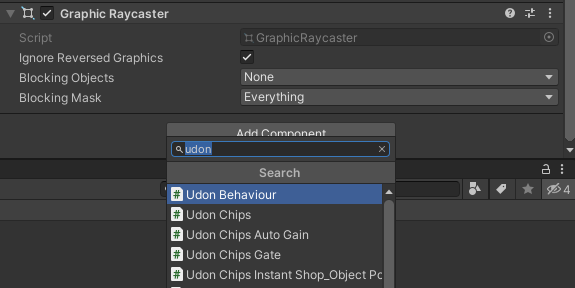 Graphic Raycaster
Script
GraphicRaycaster
Ignore Reversed Graphics
Blocking Objects
None
Blocking Mask
Everything
Add Component
udon
Search
4
# Udon Behaviour
# Udon Chips
# Udon Chips Auto Gain
# Udon Chips Gate
# Udon Chips Instant Shop_Object Po